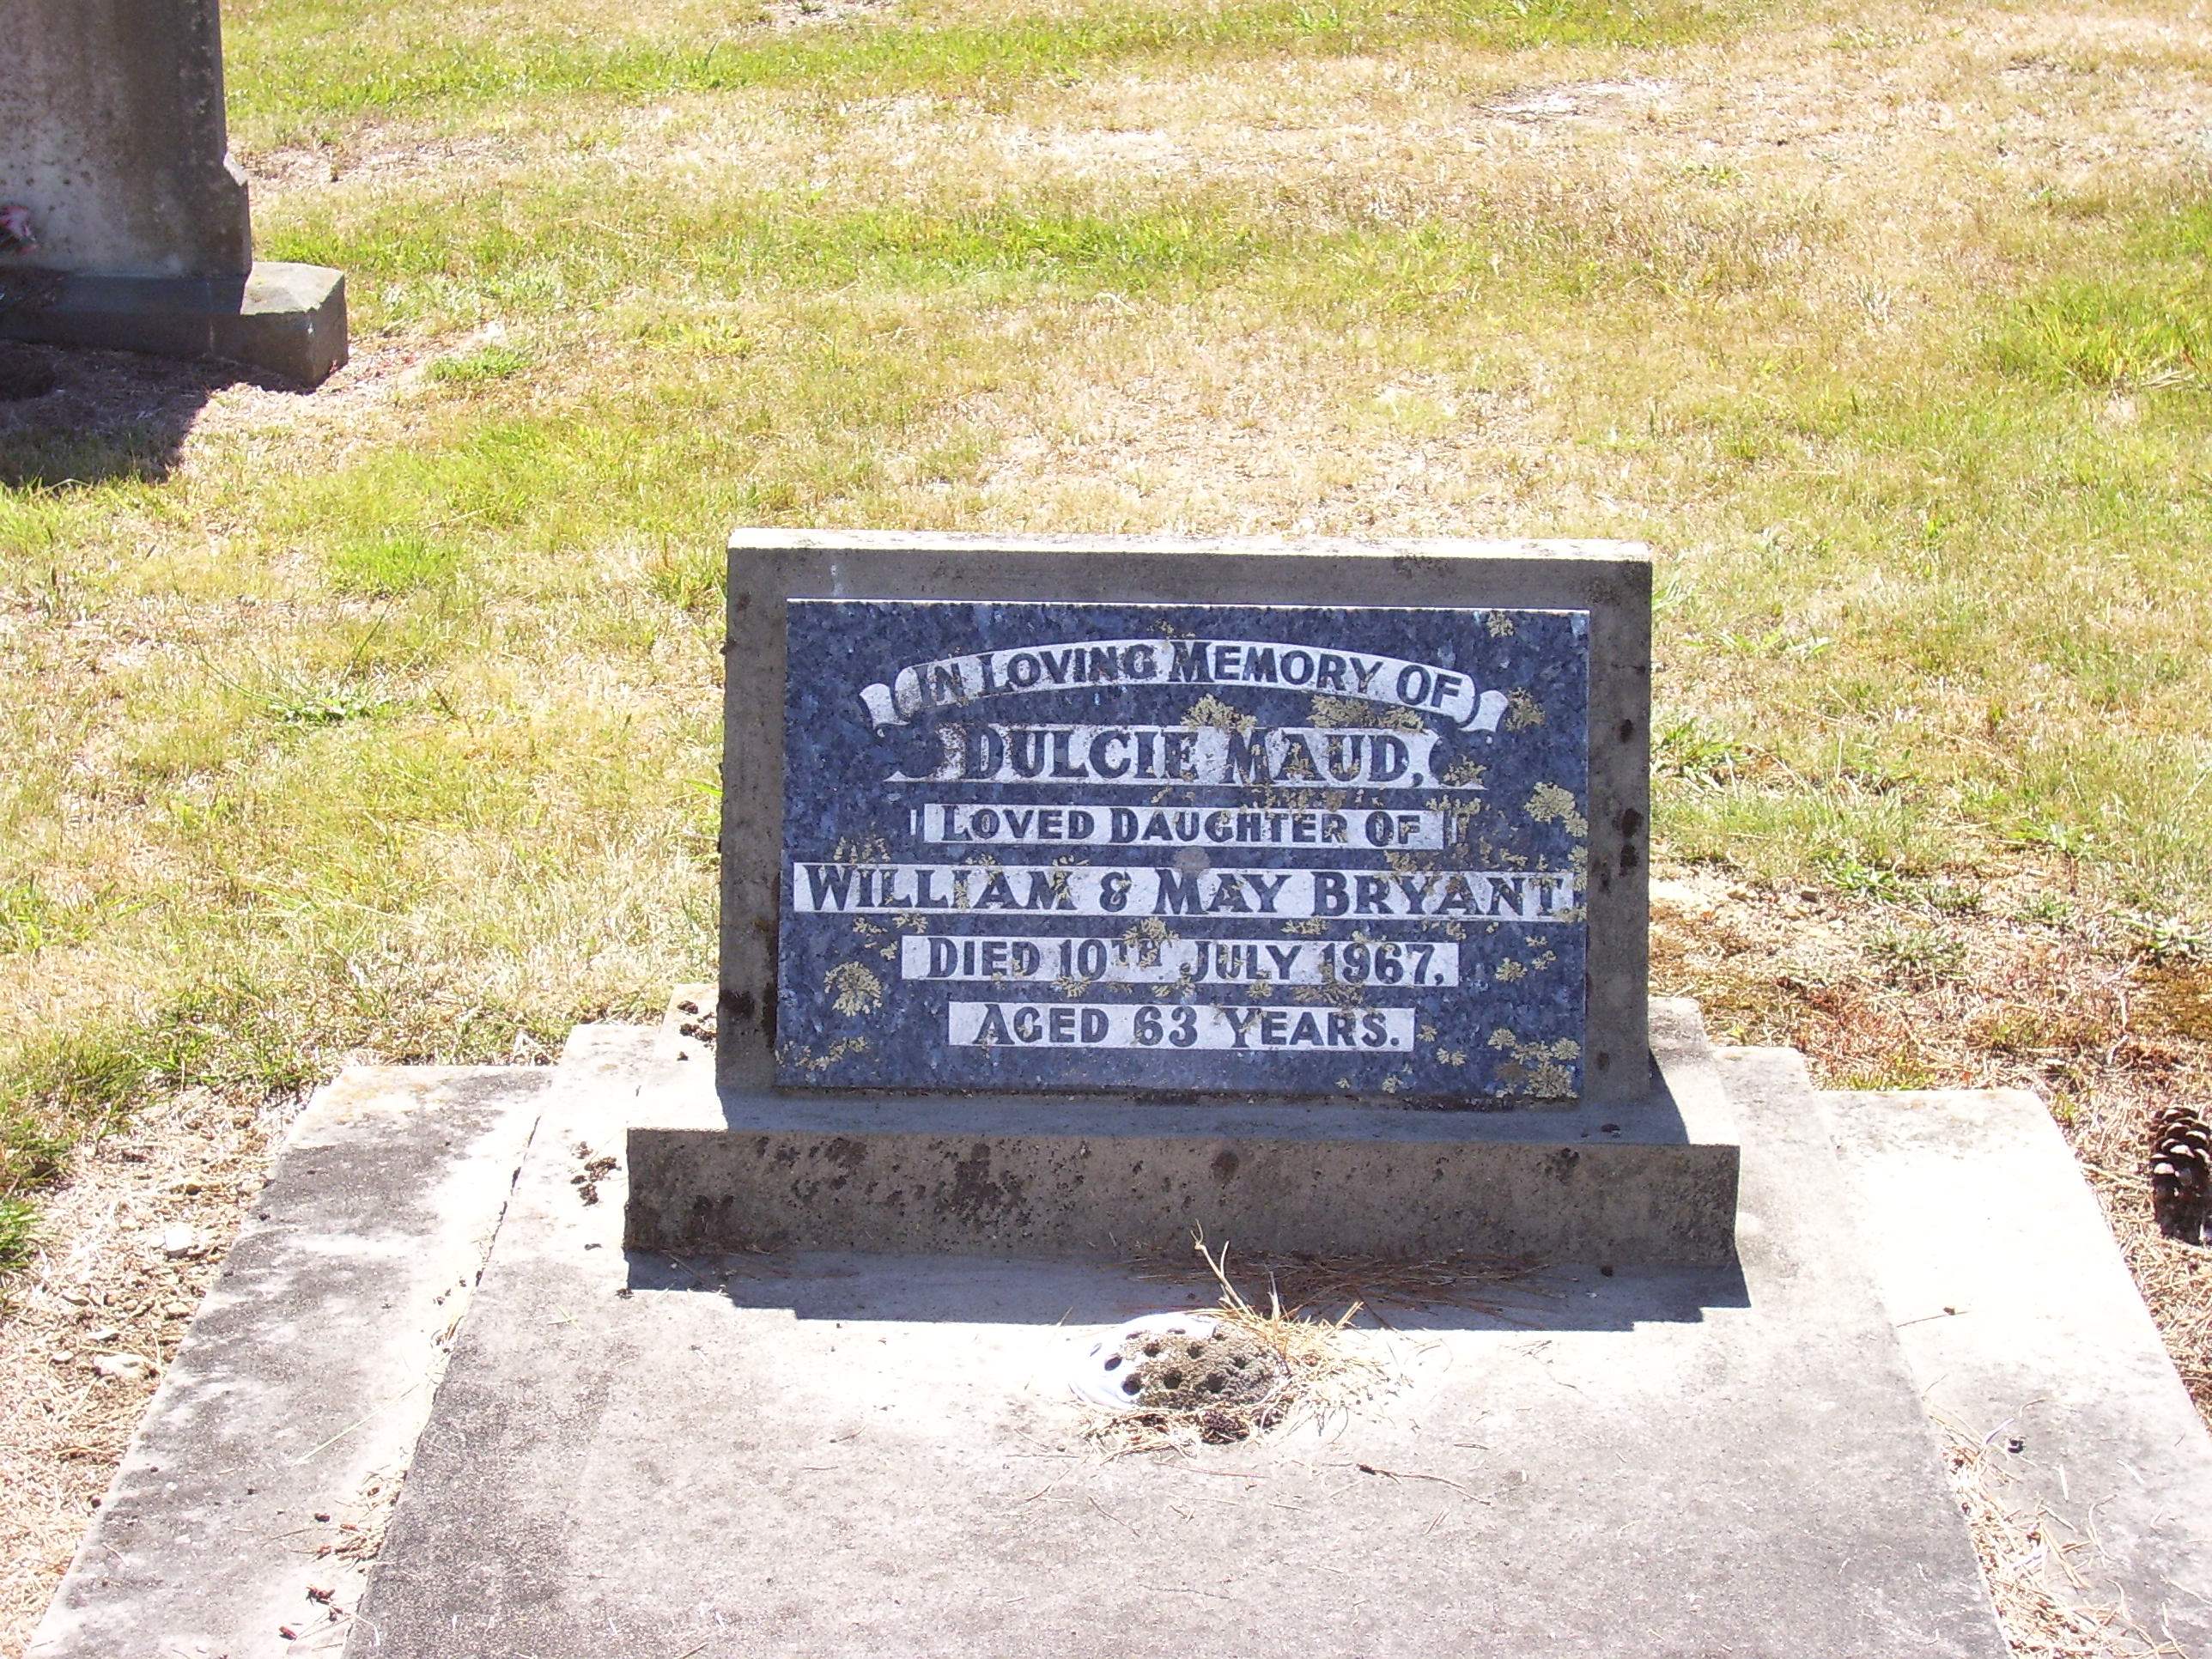 IN LOVING MEMORY OF
DULCIE MAUD,
LOVED DAUGHTER OF
WILLIAM & MAY BRYANT
DIED 10TH JULY 1967,
AGED 63 YEARS.